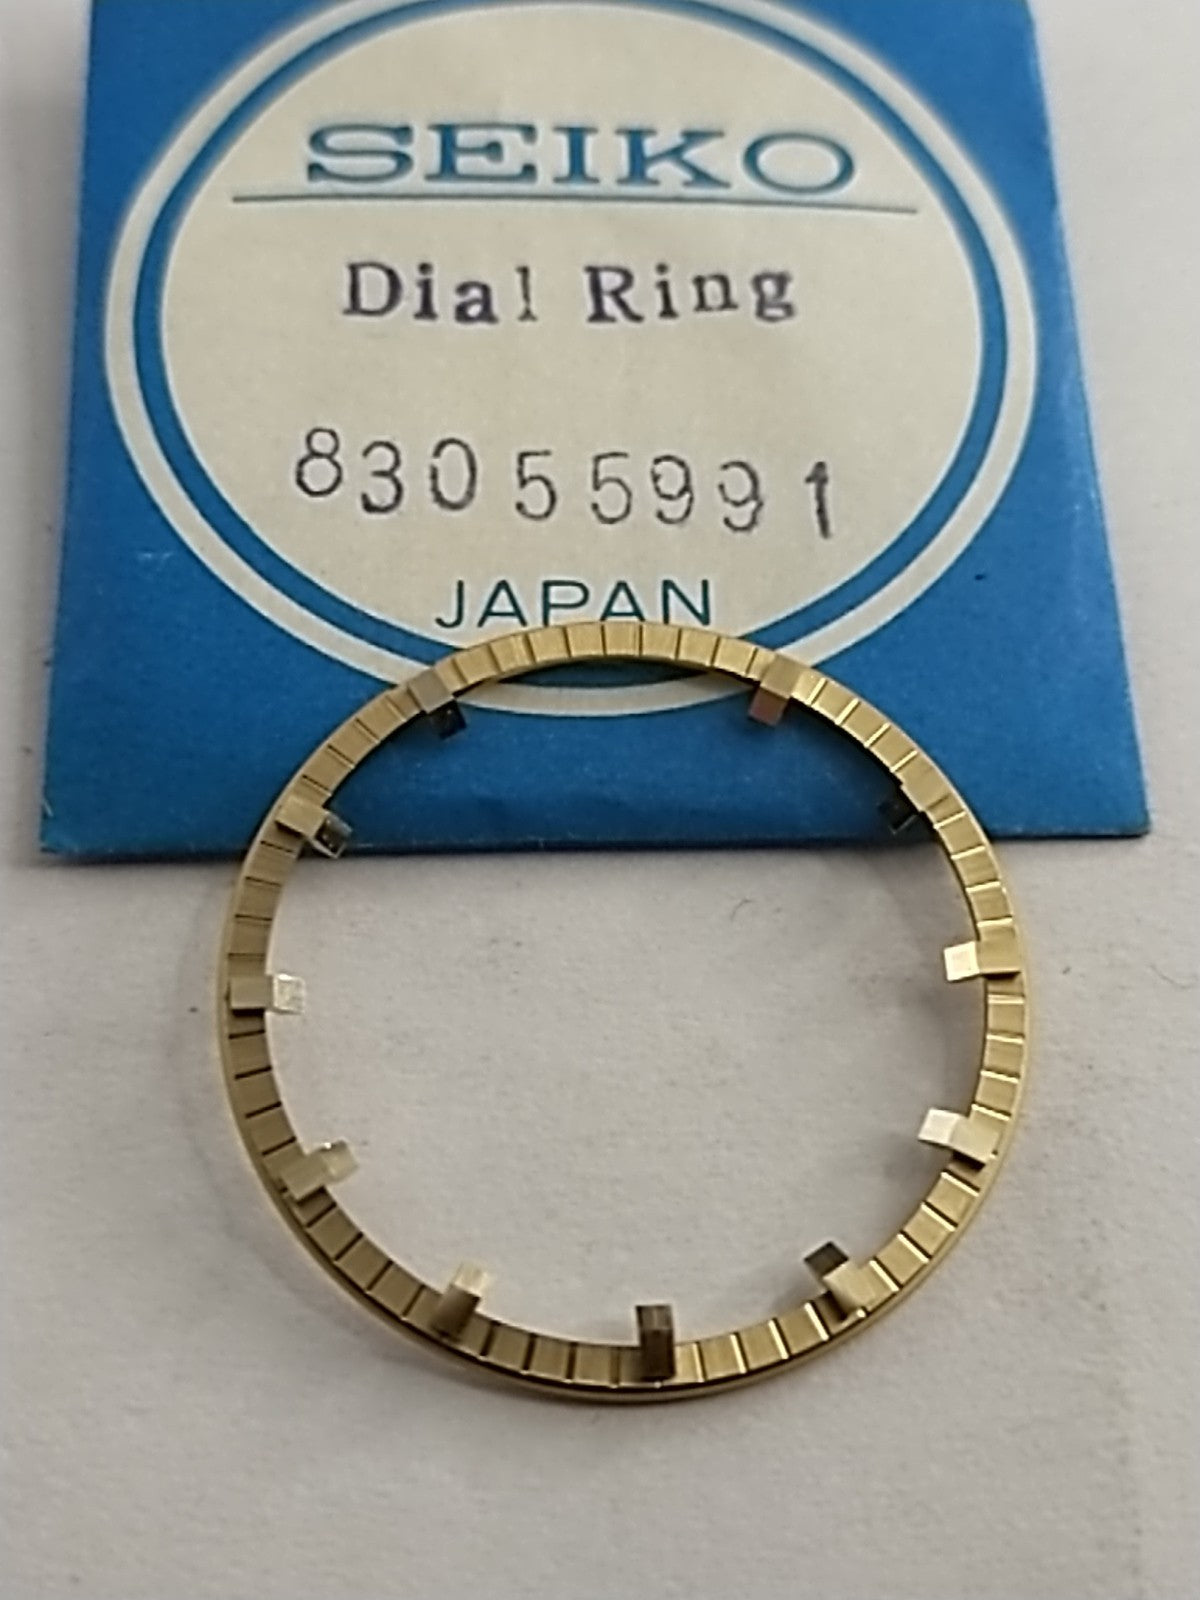 SEIKO
Dial Ring
83055991
JAPAN